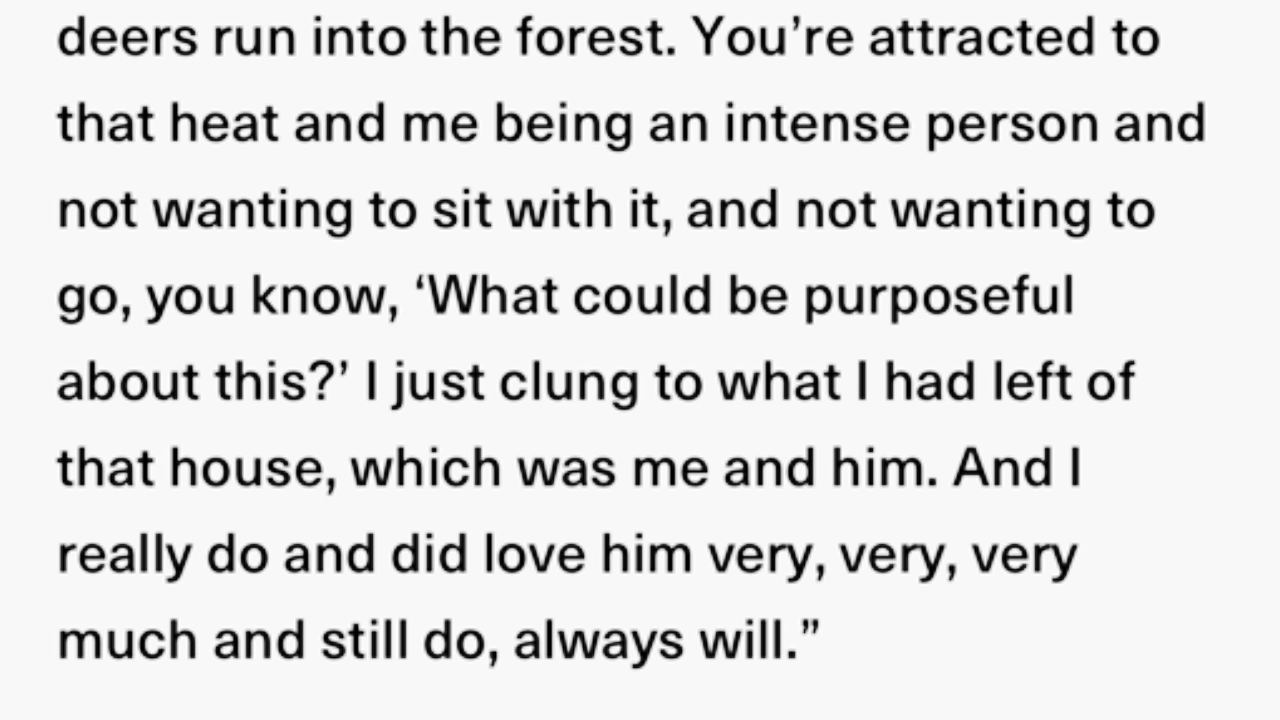 deers run into the forest. You’re attracted to
that heat and me being an intense person and
not wanting to sit with it, and not wanting to
go, you know, ‘What could be purposeful
about this?’ I just clung to what I had left of
that house, which was me and him. And I
really do and did love him very, very, very
much and still do, always will.”